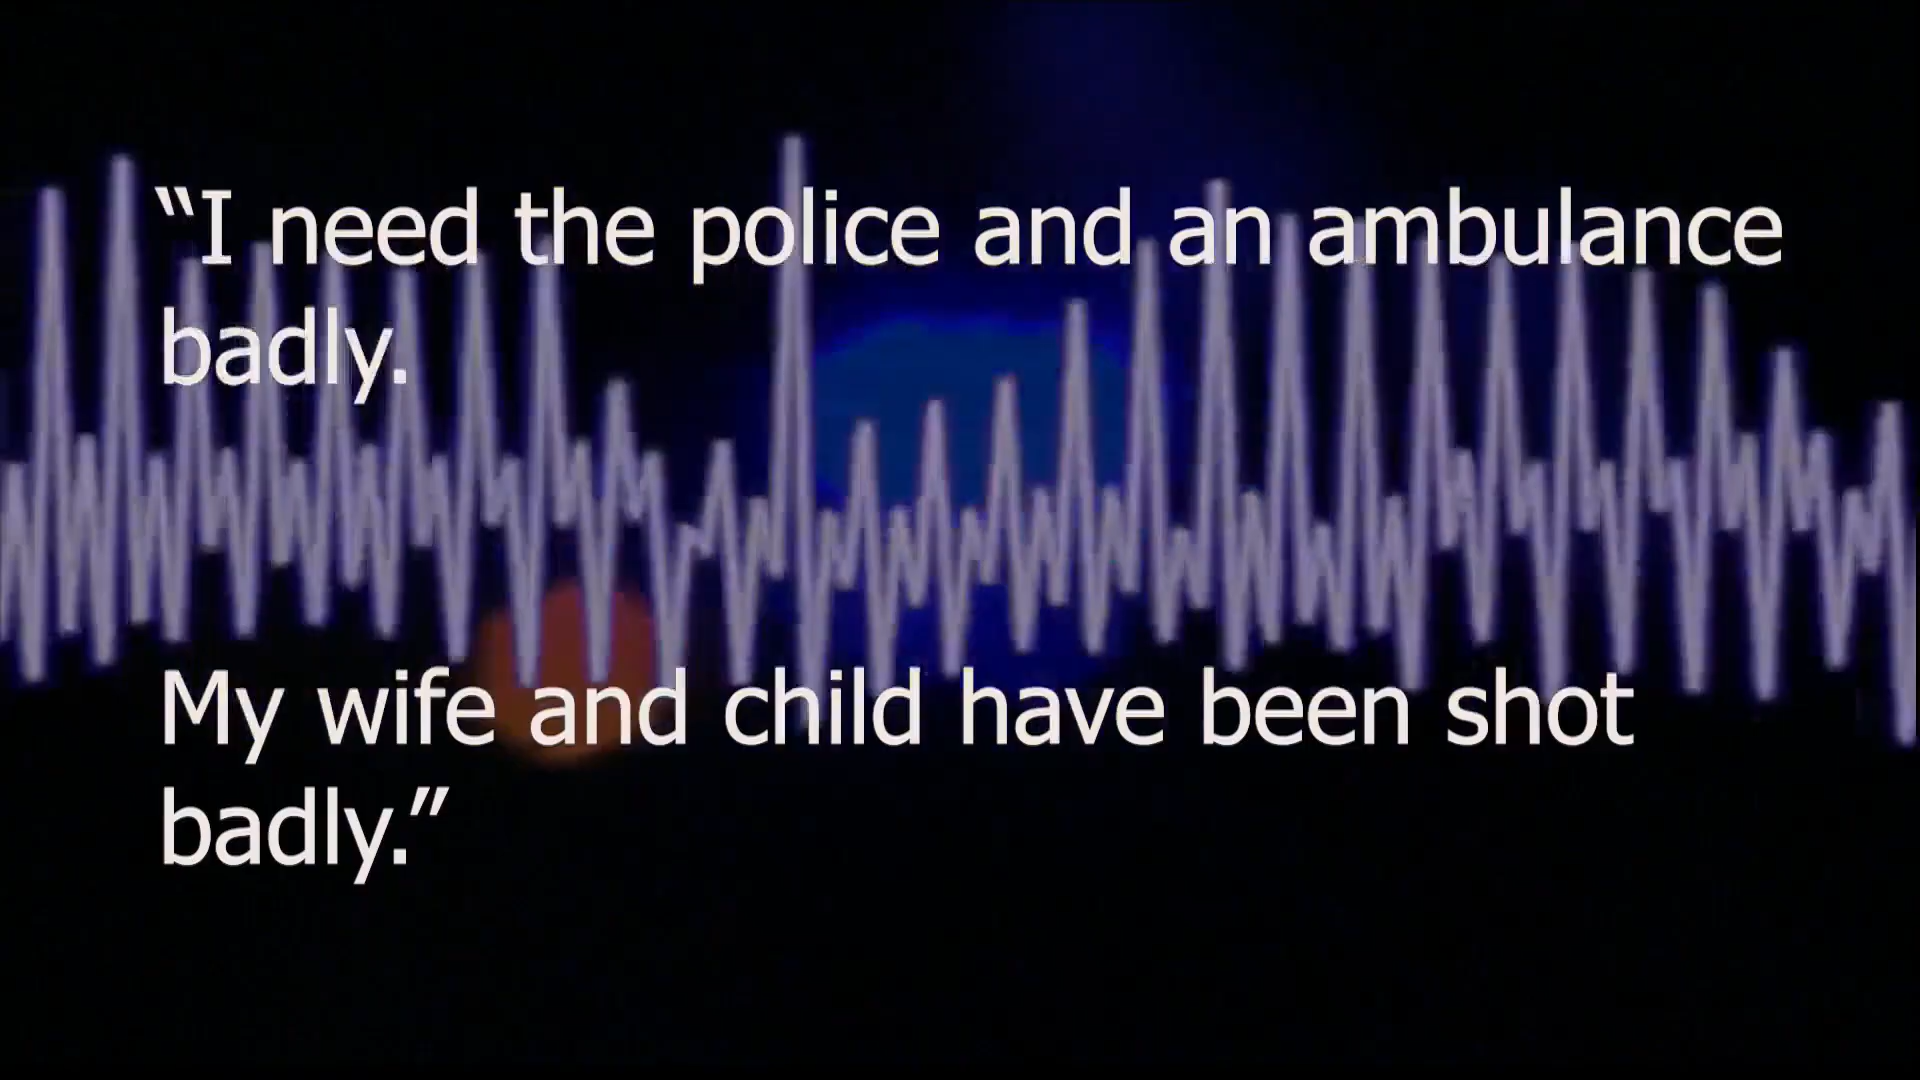 “I need the police and an ambulance
badly.
My wife and child have been shot
badly.”